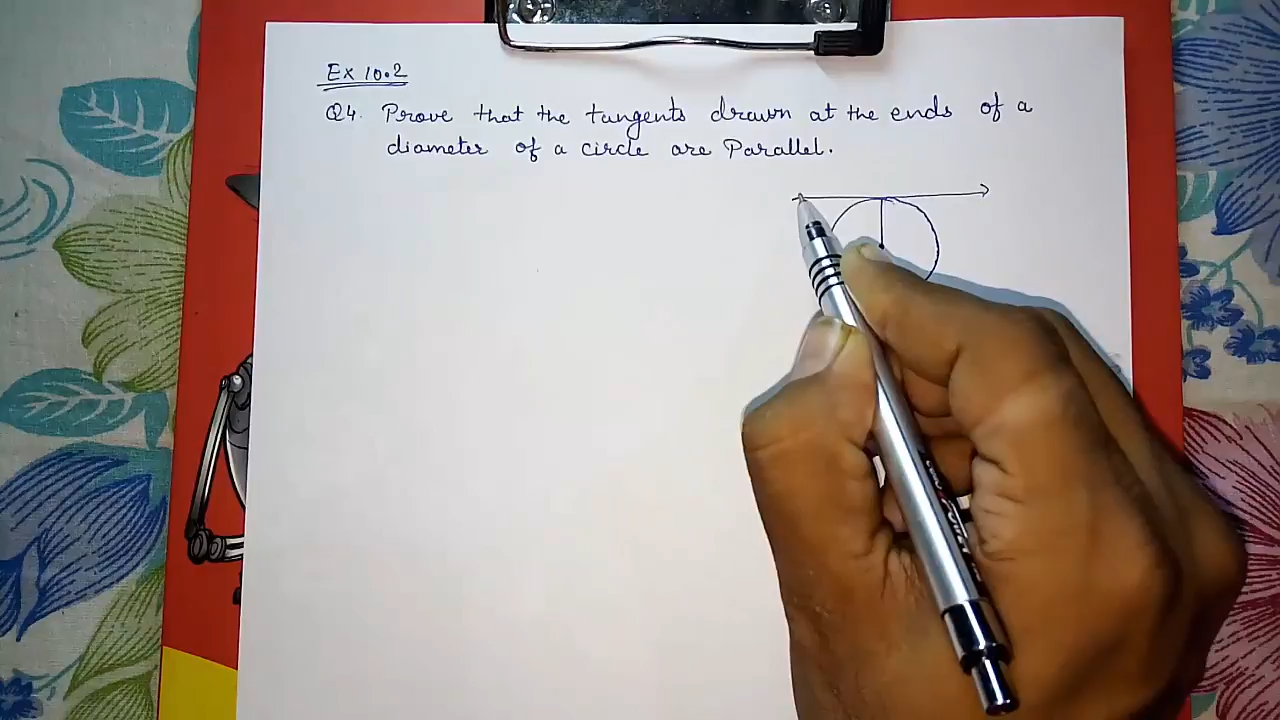 Ex 10.2
Q4. Prove that the tangents drawn at the ends of a
diameter of a circle are Parallel.